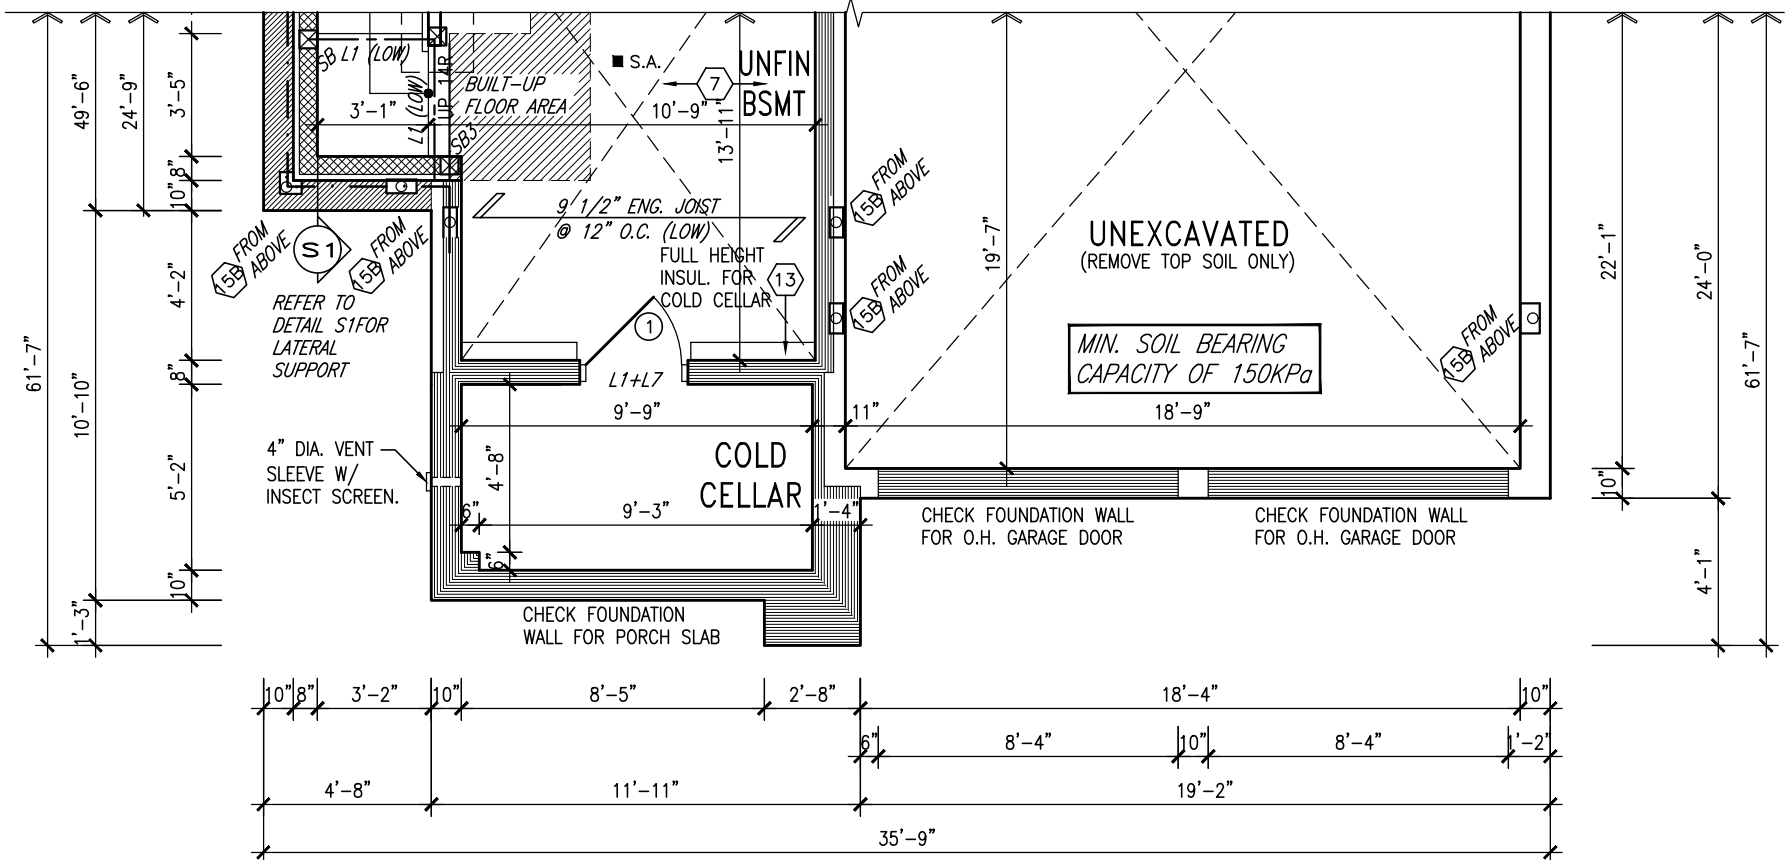 49'-6"
24'-9"
3'-5"
8"
10"
61'-7"
10'-10"
4'-2"
8"
5'-2"
10"
1'-3"
SB
L1 (LOW)
3'-1"
L1 (LOW)
UP 14R
SB3
BUILT-UP
FLOOR AREA
S.A.
7
UNFIN
BSMT
10'-9"
13'-11"
9 1/2" ENG. JOIST
@ 12" O.C. (LOW)
FULL HEIGHT
INSUL. FOR
COLD CELLAR
13
1
L1+L7
15B
FROM
ABOVE
S1
15B
FROM
ABOVE
REFER TO
DETAIL S1FOR
LATERAL
SUPPORT
15B
FROM
ABOVE
15B
FROM
ABOVE
15B
FROM
ABOVE
19'-7"
UNEXCAVATED
(REMOVE TOP SOIL ONLY)
MIN. SOIL BEARING
CAPACITY OF 150KPa
9'-9"
11"
18'-9"
4" DIA. VENT
SLEEVE W/
INSECT SCREEN.
4'-8"
COLD
CELLAR
6"
9'-3"
1'-4"
6"
CHECK FOUNDATION WALL
FOR O.H. GARAGE DOOR
CHECK FOUNDATION WALL
FOR O.H. GARAGE DOOR
CHECK FOUNDATION
WALL FOR PORCH SLAB
22'-1"
24'-0"
61'-7"
10"
4'-1"
10"
8"
3'-2"
10"
8'-5"
2'-8"
18'-4"
10"
6"
8'-4"
10"
8'-4"
1'-2"
4'-8"
11'-11"
19'-2"
35'-9"